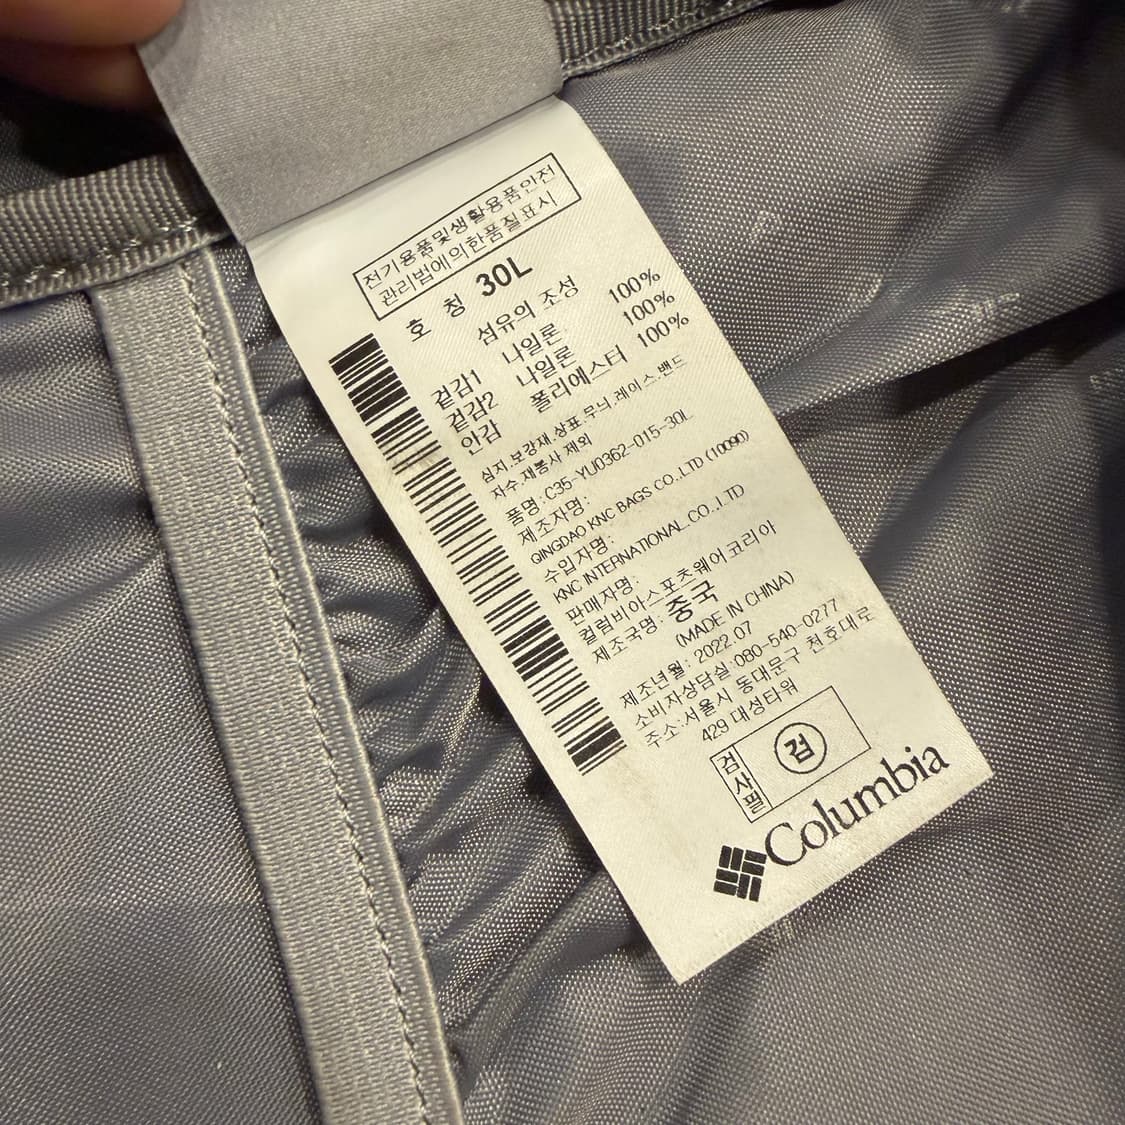 전기용품및생활용품안전
관리법에의한품질표시
호 칭 30L
섬유의 조성
겉감1 나일론 100%
겉감2 나일론 100%
안감 폴리에스터 100%
심지.보강재.상표.무늬.레이스.밴드
자수.재봉사 제외
품명:C35-YU0362-015-30L
제조자명:
QINGDAO KNC BAGS CO.,LTD (10090)
수입자명:
KNC INTERNATIONAL.CO.,LTD
판매자명:
컬럼비아스포츠웨어코리아
제조국명: 중국
(MADE IN CHINA)
제조년월: 2022.07
소비자상담실:080-540-0277
주소:서울시 동대문구 천호대로
429 대성타워
검사필 검
Columbia